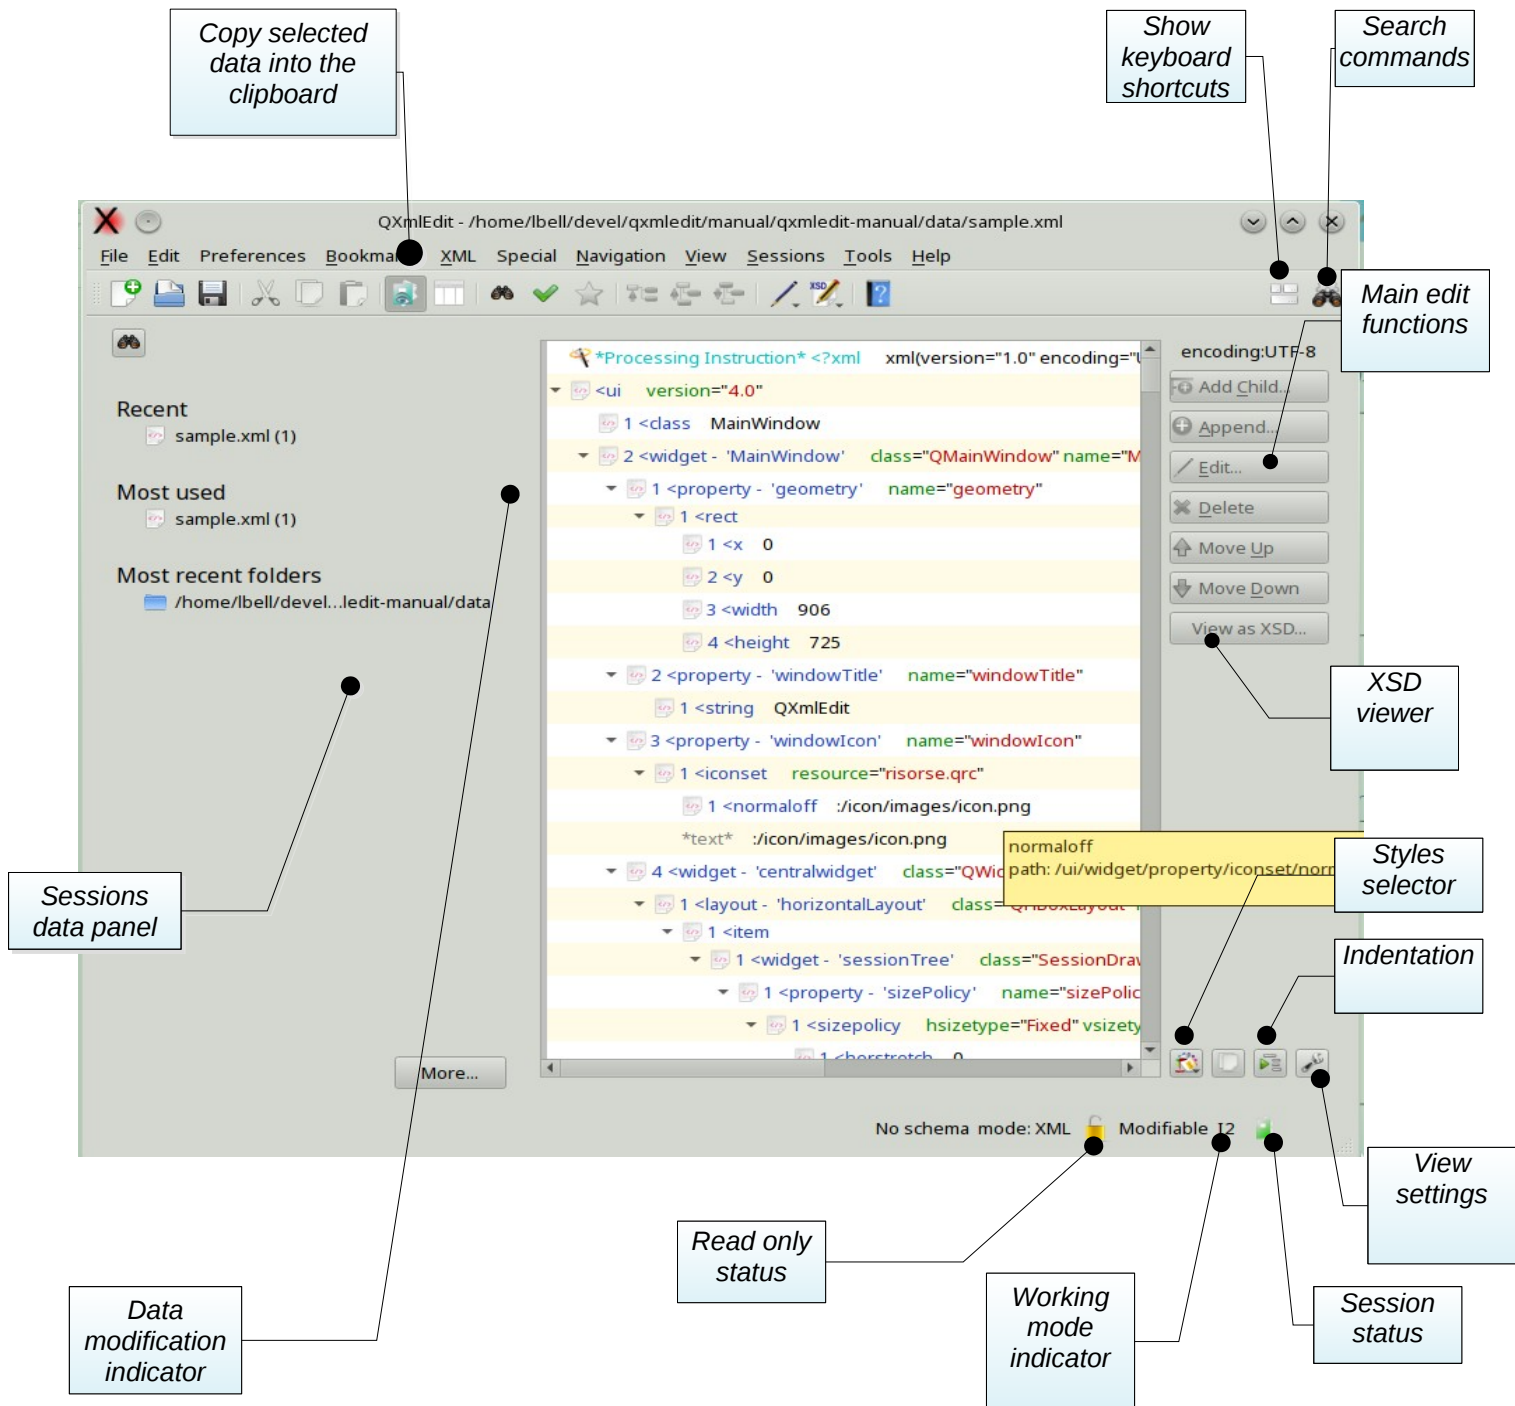 Copy selected
data into the
clipboard
Show
keyboard
shortcuts
Search
commands
QXmlEdit - /home/lbell/devel/qxmledit/manual/qxmledit-manual/data/sample.xml
File Edit Preferences XML Special Navigation View Sessions Tools Help
Main edit
functions
encoding:UTF-8
Recent
sample.xml (1)
Most used
sample.xml (1)
Most recent folders
/home/lbell/devel...ledit-manual/data
More...
*Processing Instruction* <?xml xml(version="1.0" encoding="
<ui version="4.0"
1 <class MainWindow
2 <widget - 'MainWindow' class="QMainWindow" name="M
1 <property - 'geometry' name="geometry"
1 <rect
1 <x 0
2 <y 0
3 <width 906
4 <height 725
2 <property - 'windowTitle' name="windowTitle"
1 <string QXmlEdit
3 <property - 'windowIcon' name="windowIcon"
1 <iconset resource="risorse.qrc"
1 <normaloff :/icon/images/icon.png
*text* :/icon/images/icon.png
4 <widget - 'centralwidget' class="QWid
1 <layout - 'horizontalLayout' class="QHBoxLayout"
1 <item
1 <widget - 'sessionTree' class="SessionDra
1 <property - 'sizePolicy' name="sizePolic
1 <sizepolicy hsizetype="Fixed" vsizety
1 <horstretch 0
normaloff
path: /ui/widget/property/iconset/norm
Add Child...
Append...
Edit...
Delete
Move Up
Move Down
View as XSD...
XSD
viewer
Styles
selector
Indentation
Sessions
data panel
No schema mode: XML Modifiable I2
View
settings
Read only
status
Working
mode
indicator
Session
status
Data
modification
indicator